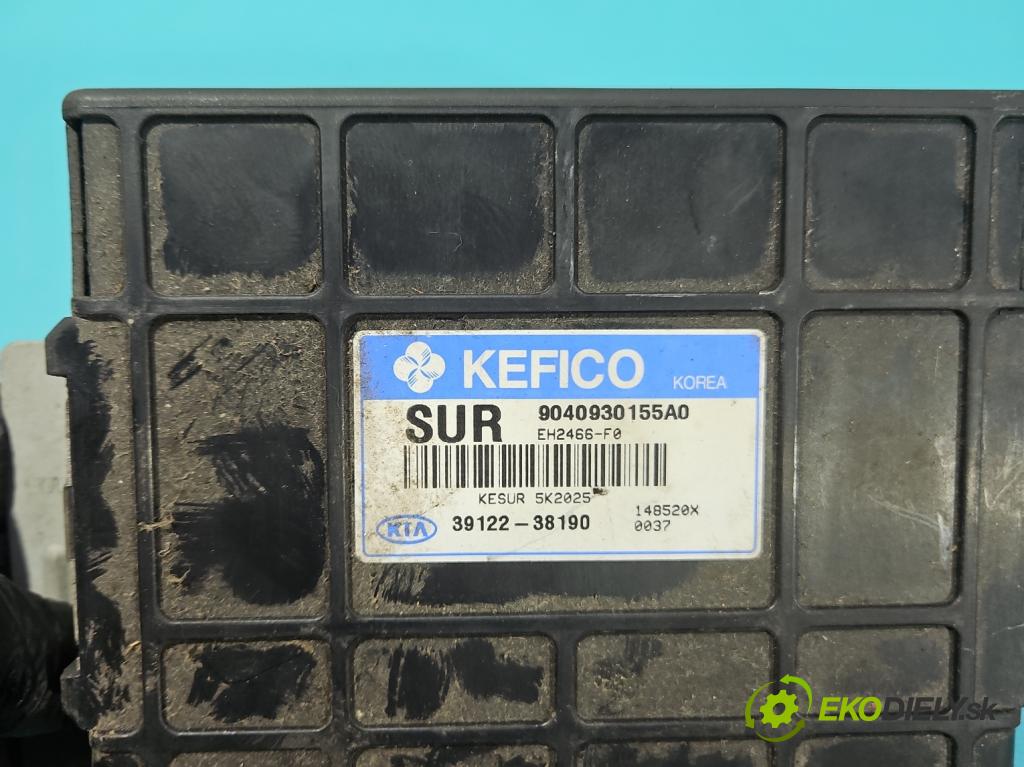 KEFICO KOREA
SUR 9040930155A0
EH2466-F0
KESUR 5K2025
KIA 39122-38190 148520X
0037
EKODIELY.sk